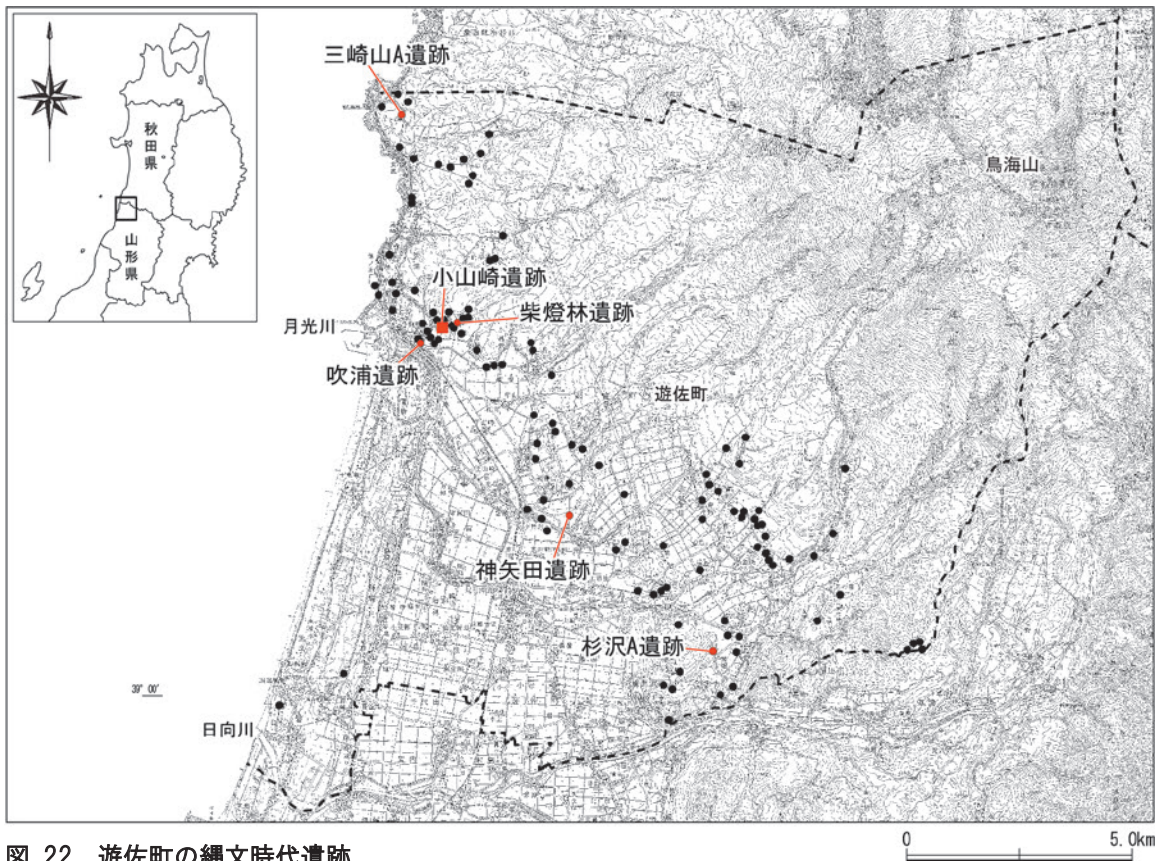 三崎山A遺跡
秋田県
山形県
鳥海山
小山崎遺跡
柴燈林遺跡
月光川
吹浦遺跡
遊佐町
神矢田遺跡
杉沢A遺跡
39° 00′
日向川
0 5.0km
図 22 遊佐町の縄文時代遺跡